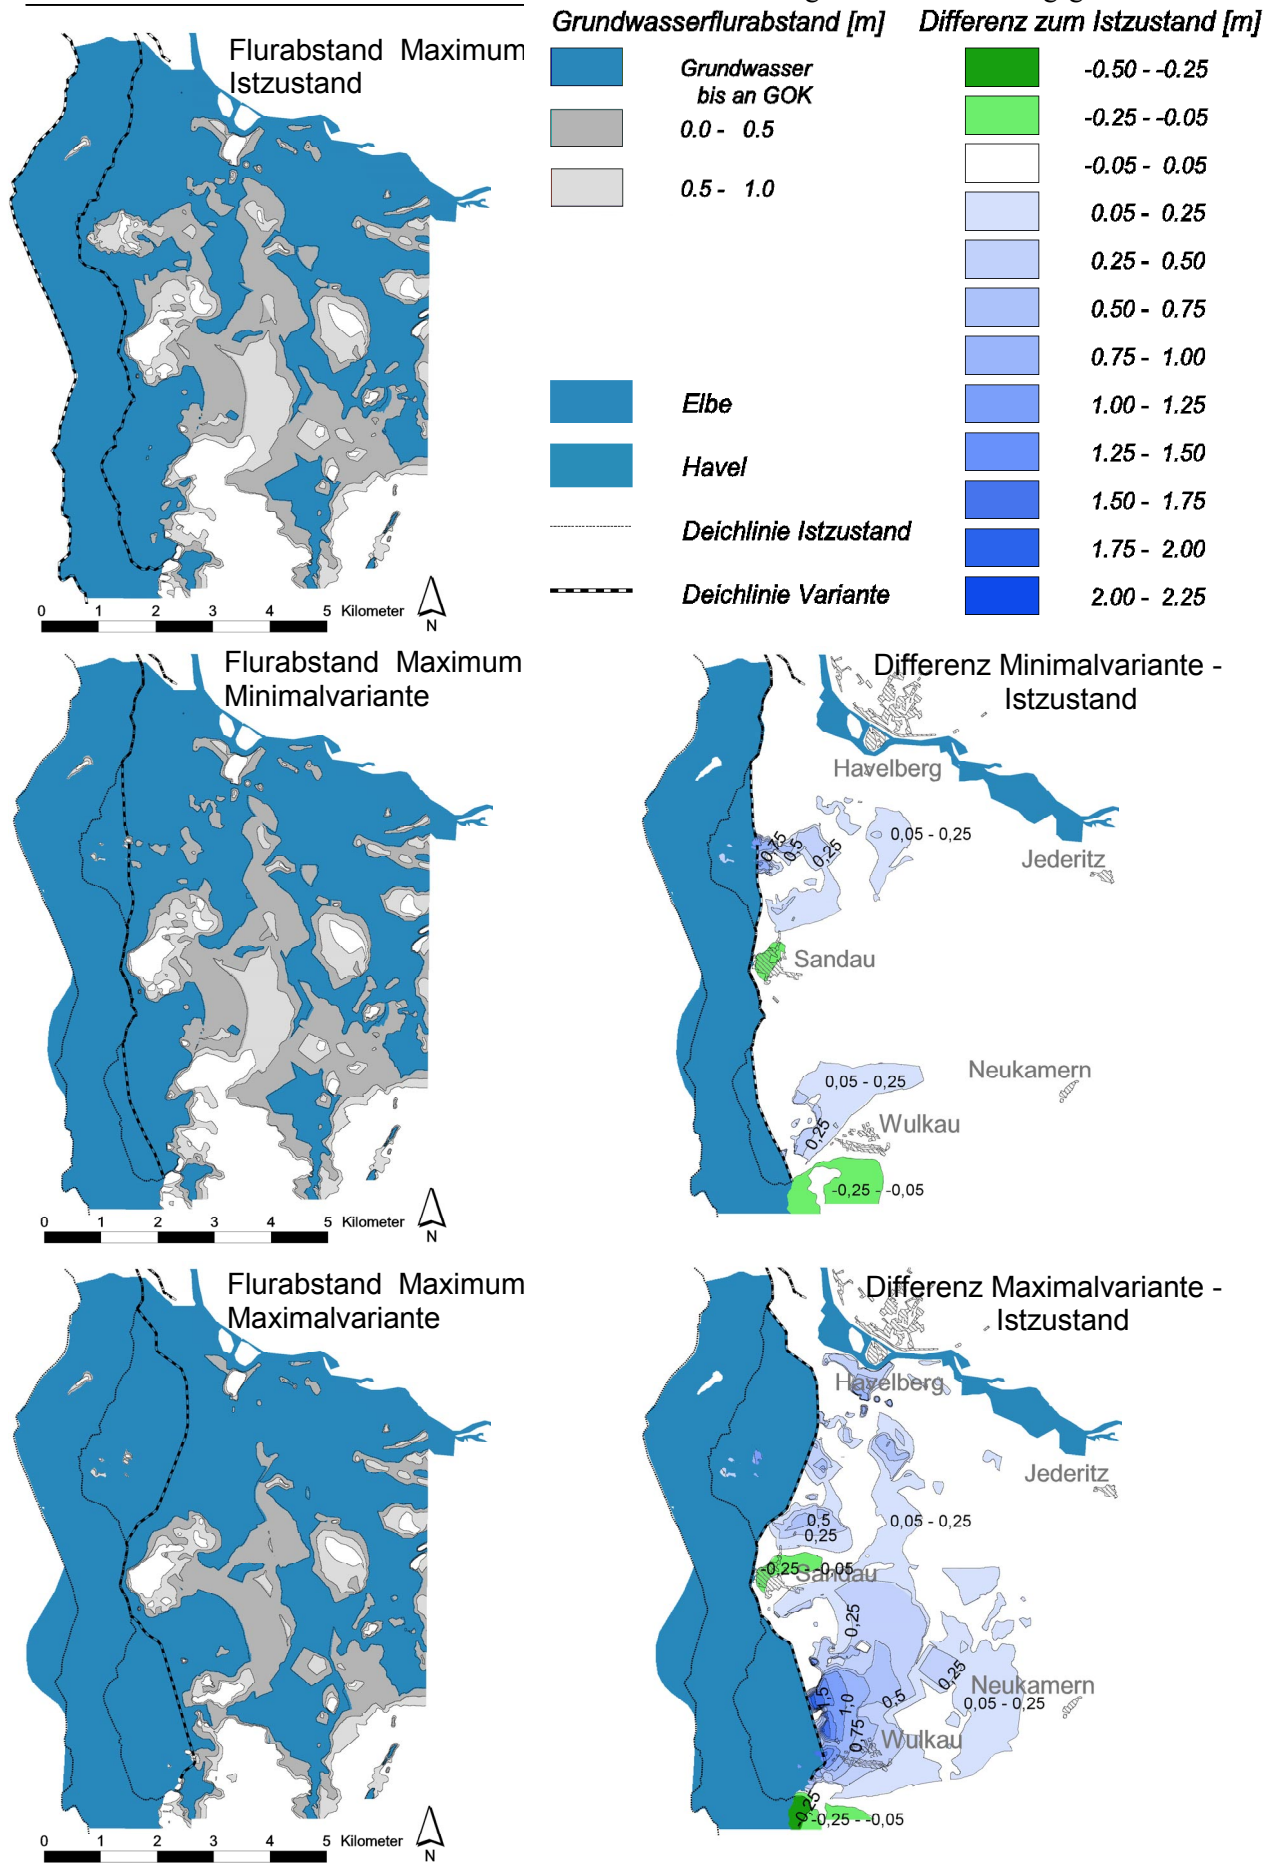 Grundwasserflurabstand [m]
Differenz zum Istzustand [m]
Flurabstand Maximum
Istzustand
Grundwasser
bis an GOK
0.0 - 0.5
0.5 - 1.0
Elbe
Havel
Deichlinie Istzustand
Deichlinie Variante
-0.50 - -0.25
-0.25 - -0.05
-0.05 - 0.05
0.05 - 0.25
0.25 - 0.50
0.50 - 0.75
0.75 - 1.00
1.00 - 1.25
1.25 - 1.50
1.50 - 1.75
1.75 - 2.00
2.00 - 2.25
0 1 2 3 4 5 Kilometer
N
Flurabstand Maximum
Minimalvariante
0 1 2 3 4 5 Kilometer
N
Differenz Minimalvariante -
Istzustand
Havelberg
0,05 - 0,25
0,75
0,5
0,25
Jederitz
Sandau
Neukamern
0,05 - 0,25
Wulkau
0,25
-0,25 - -0,05
Flurabstand Maximum
Maximalvariante
0 1 2 3 4 5 Kilometer
N
Differenz Maximalvariante -
Istzustand
Havelberg
Jederitz
0,5
0,25
0,05 - 0,25
-0,25 - -0,05
Sandau
0,25
0,25
Neukamern
0,05 - 0,25
1,5
1,0
0,5
0,75
Wulkau
-0,25
-0,25 - -0,05